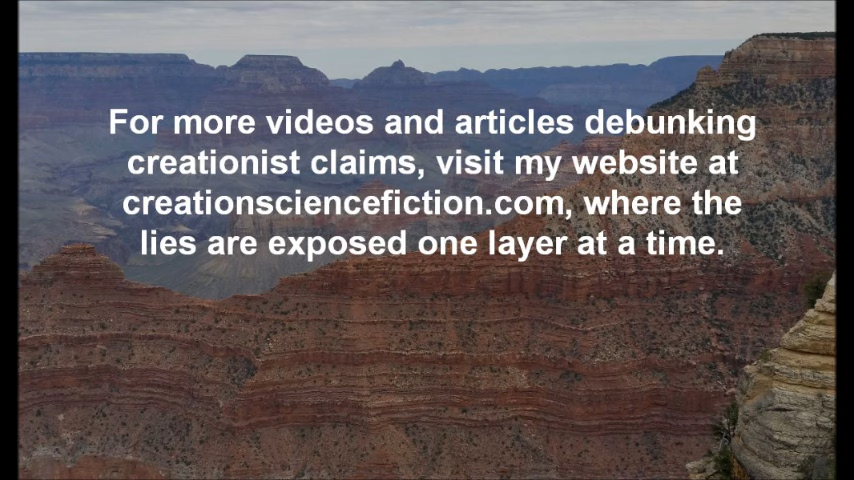 For more videos and articles debunking
creationist claims, visit my website at
creationsciencefiction.com, where the
lies are exposed one layer at a time.